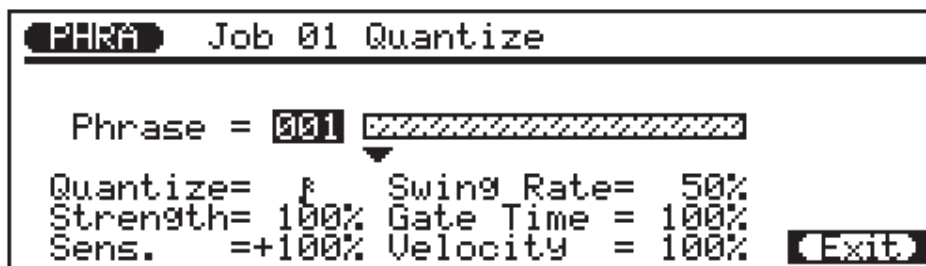 PHRA Job 01 Quantize
Phrase = 001
Quantize= Swing Rate= 50%
Strength= 100% Gate Time = 100%
Sens. =+100% Velocity = 100% Exit